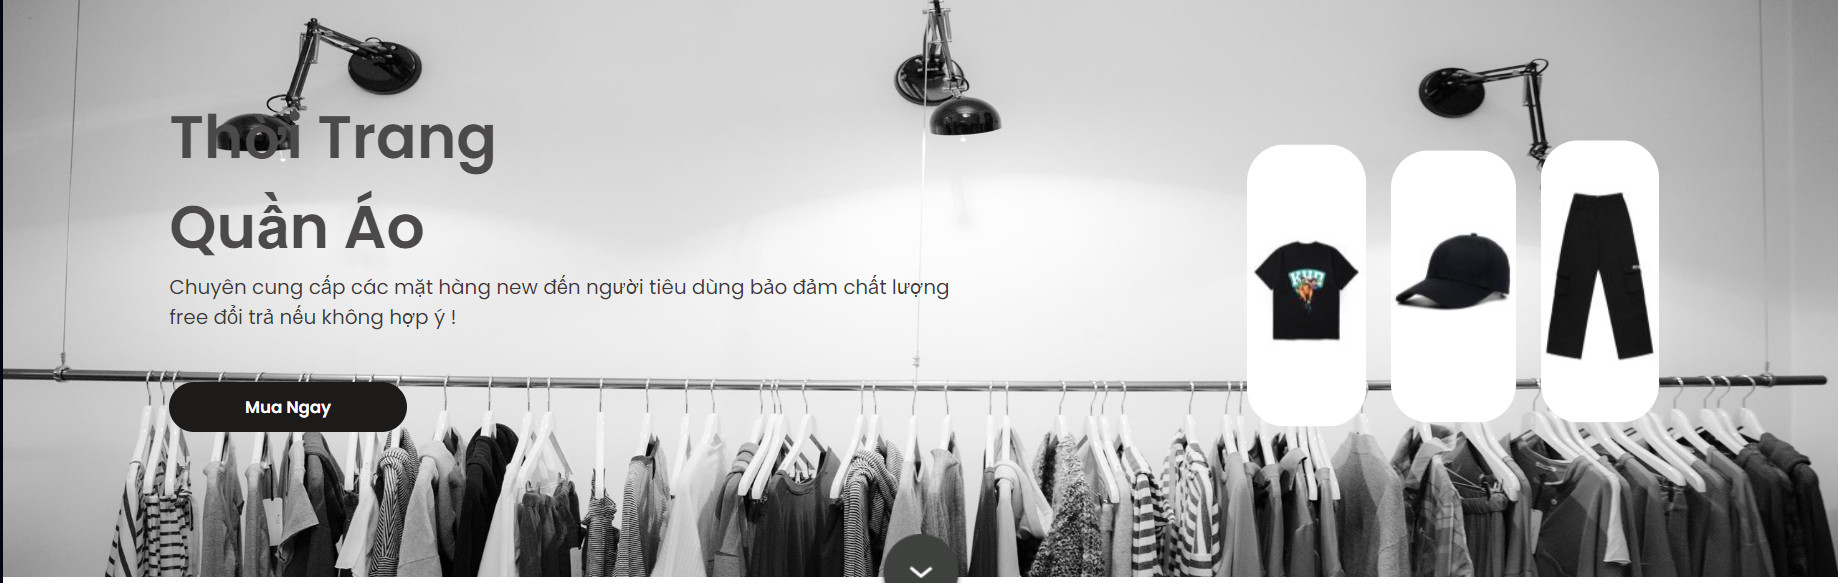 Thời Trang
Quần Áo
Chuyên cung cấp các mặt hàng new đến người tiêu dùng bảo đảm chất lượng
free đổi trả nếu không hợp ý !
Mua Ngay